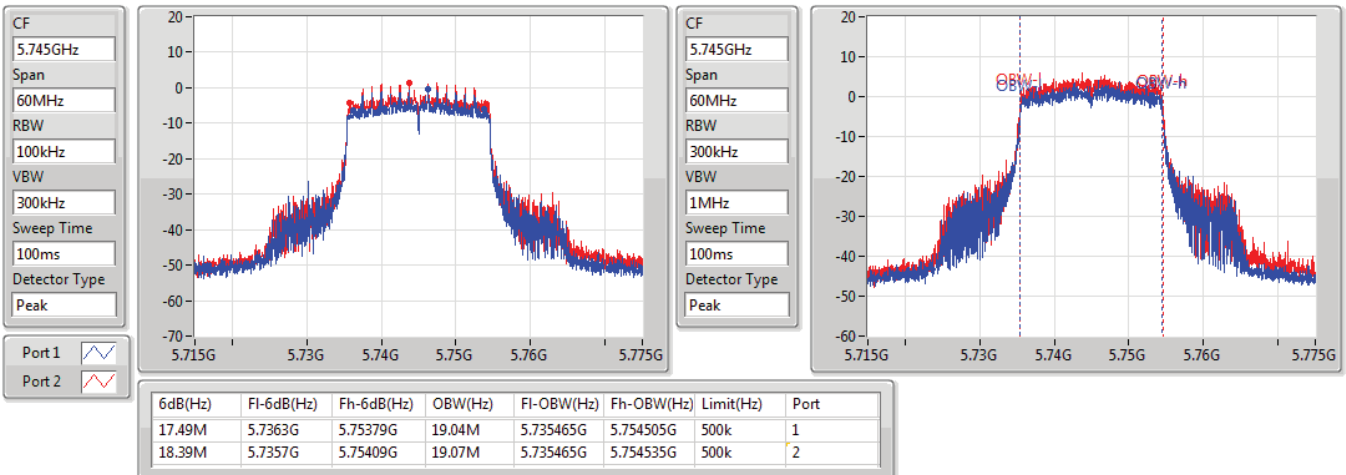 CF
5.745GHz
Span
60MHz
RBW
100kHz
VBW
300kHz
Sweep Time
100ms
Detector Type
Peak
Port 1
Port 2
20
10
0
-10
-20
-30
-40
-50
-60
-70
5.715G 5.73G 5.74G 5.75G 5.76G 5.775G
CF
5.745GHz
Span
60MHz
RBW
300kHz
VBW
1MHz
Sweep Time
100ms
Detector Type
Peak
20
10
0
-10
-20
-30
-40
-50
-60
OBW-l OBW-h
5.715G 5.73G 5.74G 5.75G 5.76G 5.775G
6dB(Hz) Fl-6dB(Hz) Fh-6dB(Hz) OBW(Hz) Fl-OBW(Hz) Fh-OBW(Hz) Limit(Hz) Port
17.49M 5.7363G 5.75379G 19.04M 5.735465G 5.754505G 500k 1
18.39M 5.7357G 5.75409G 19.07M 5.735465G 5.754535G 500k 2